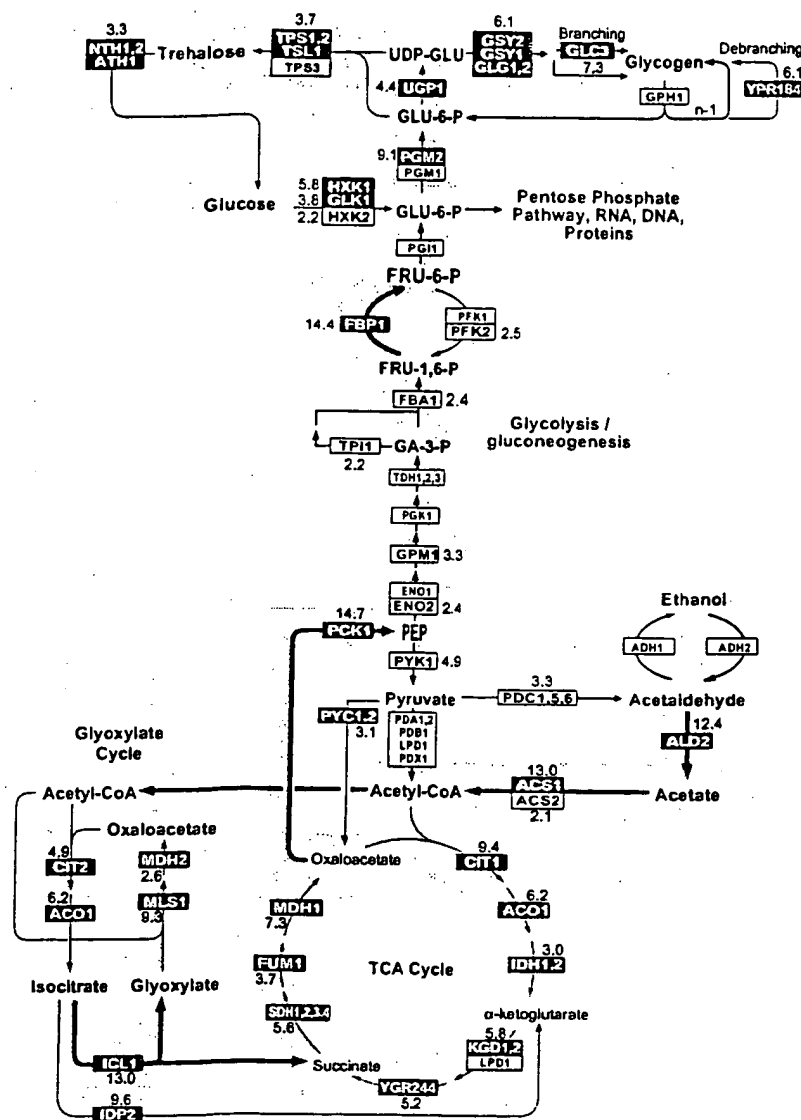 3.3
NTH1,2
ATH1
Trehalose
3.7
TPS1,2
TSL1
TPS3
UDP-GLU
6.1
GSY2
GSY1
GLG1,2
Branching
GLC3
7,3
Glycogen
Debranching
6.1
YPR184
GPH1
n-1
4.4
UGP1
GLU-6-P
9.1
PGM2
PGM1
Glucose
5.8
HXK1
3.8
GLK1
2.2
HXK2
GLU-6-P
Pentose Phosphate
Pathway, RNA, DNA,
Proteins
PGI1
FRU-6-P
14.4
FBP1
PFK1
PFK2
2.5
FRU-1,6-P
FBA1
2.4
Glycolysis /
gluconeogenesis
TPI1
2.2
GA-3-P
TDH1,2,3
PGK1
GPM1
3.3
ENO1
ENO2
2.4
14.7
PCK1
PEP
PYK1
4.9
Ethanol
ADH1
ADH2
Pyruvate
3.3
PDC1,5,6
Acetaldehyde
PYC1,2
3.1
PDA1,2
PDB1
LPD1
PDX1
12.4
ALD2
Glyoxylate
Cycle
Acetyl-CoA
Acetyl-CoA
13.0
ACS1
ACS2
2.1
Acetate
Oxaloacetate
4.9
CIT2
MDH2
2.6
6.2
ACO1
MLS1
9.3
Oxaloacetate
9.4
CIT1
MDH1
7.3
6.2
ACO1
FUM1
3.7
TCA Cycle
3.0
IDH1,2
Isocitrate
Glyoxylate
SDH1,2,3,4
5.6
α-ketoglutarate
5.8
KGD1,2
LPD1
Succinate
YGR244
5.2
ICL1
13.0
9.6
IDP2